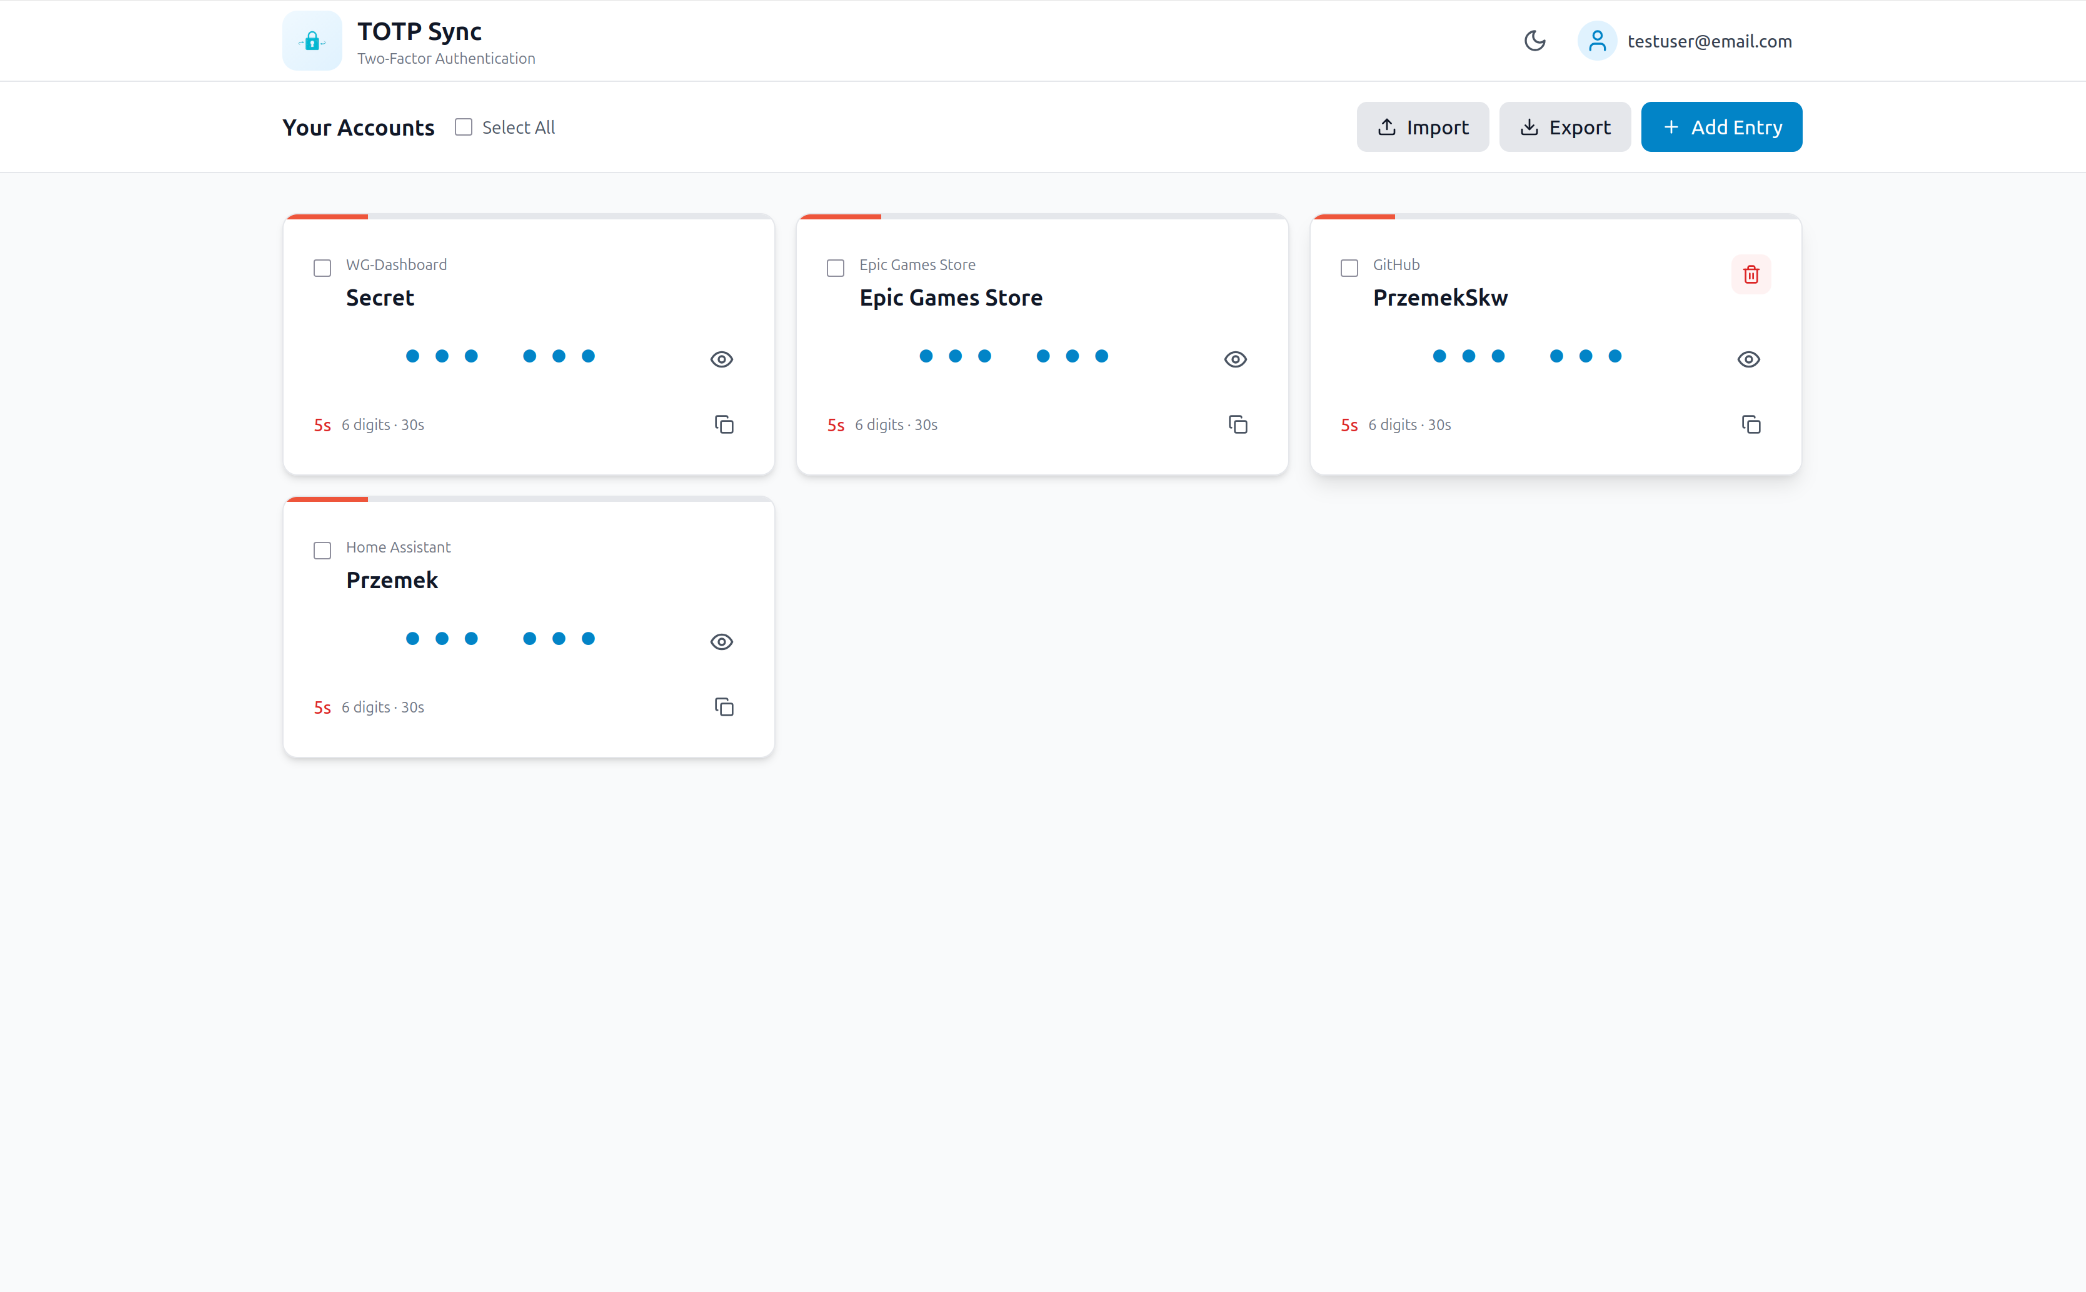 TOTP Sync
Two-Factor Authentication
testuser@email.com
Your Accounts
Select All
Import
Export
+ Add Entry
WG-Dashboard
Secret
5s 6 digits · 30s
Epic Games Store
Epic Games Store
5s 6 digits · 30s
GitHub
PrzemekSkw
5s 6 digits · 30s
Home Assistant
Przemek
5s 6 digits · 30s